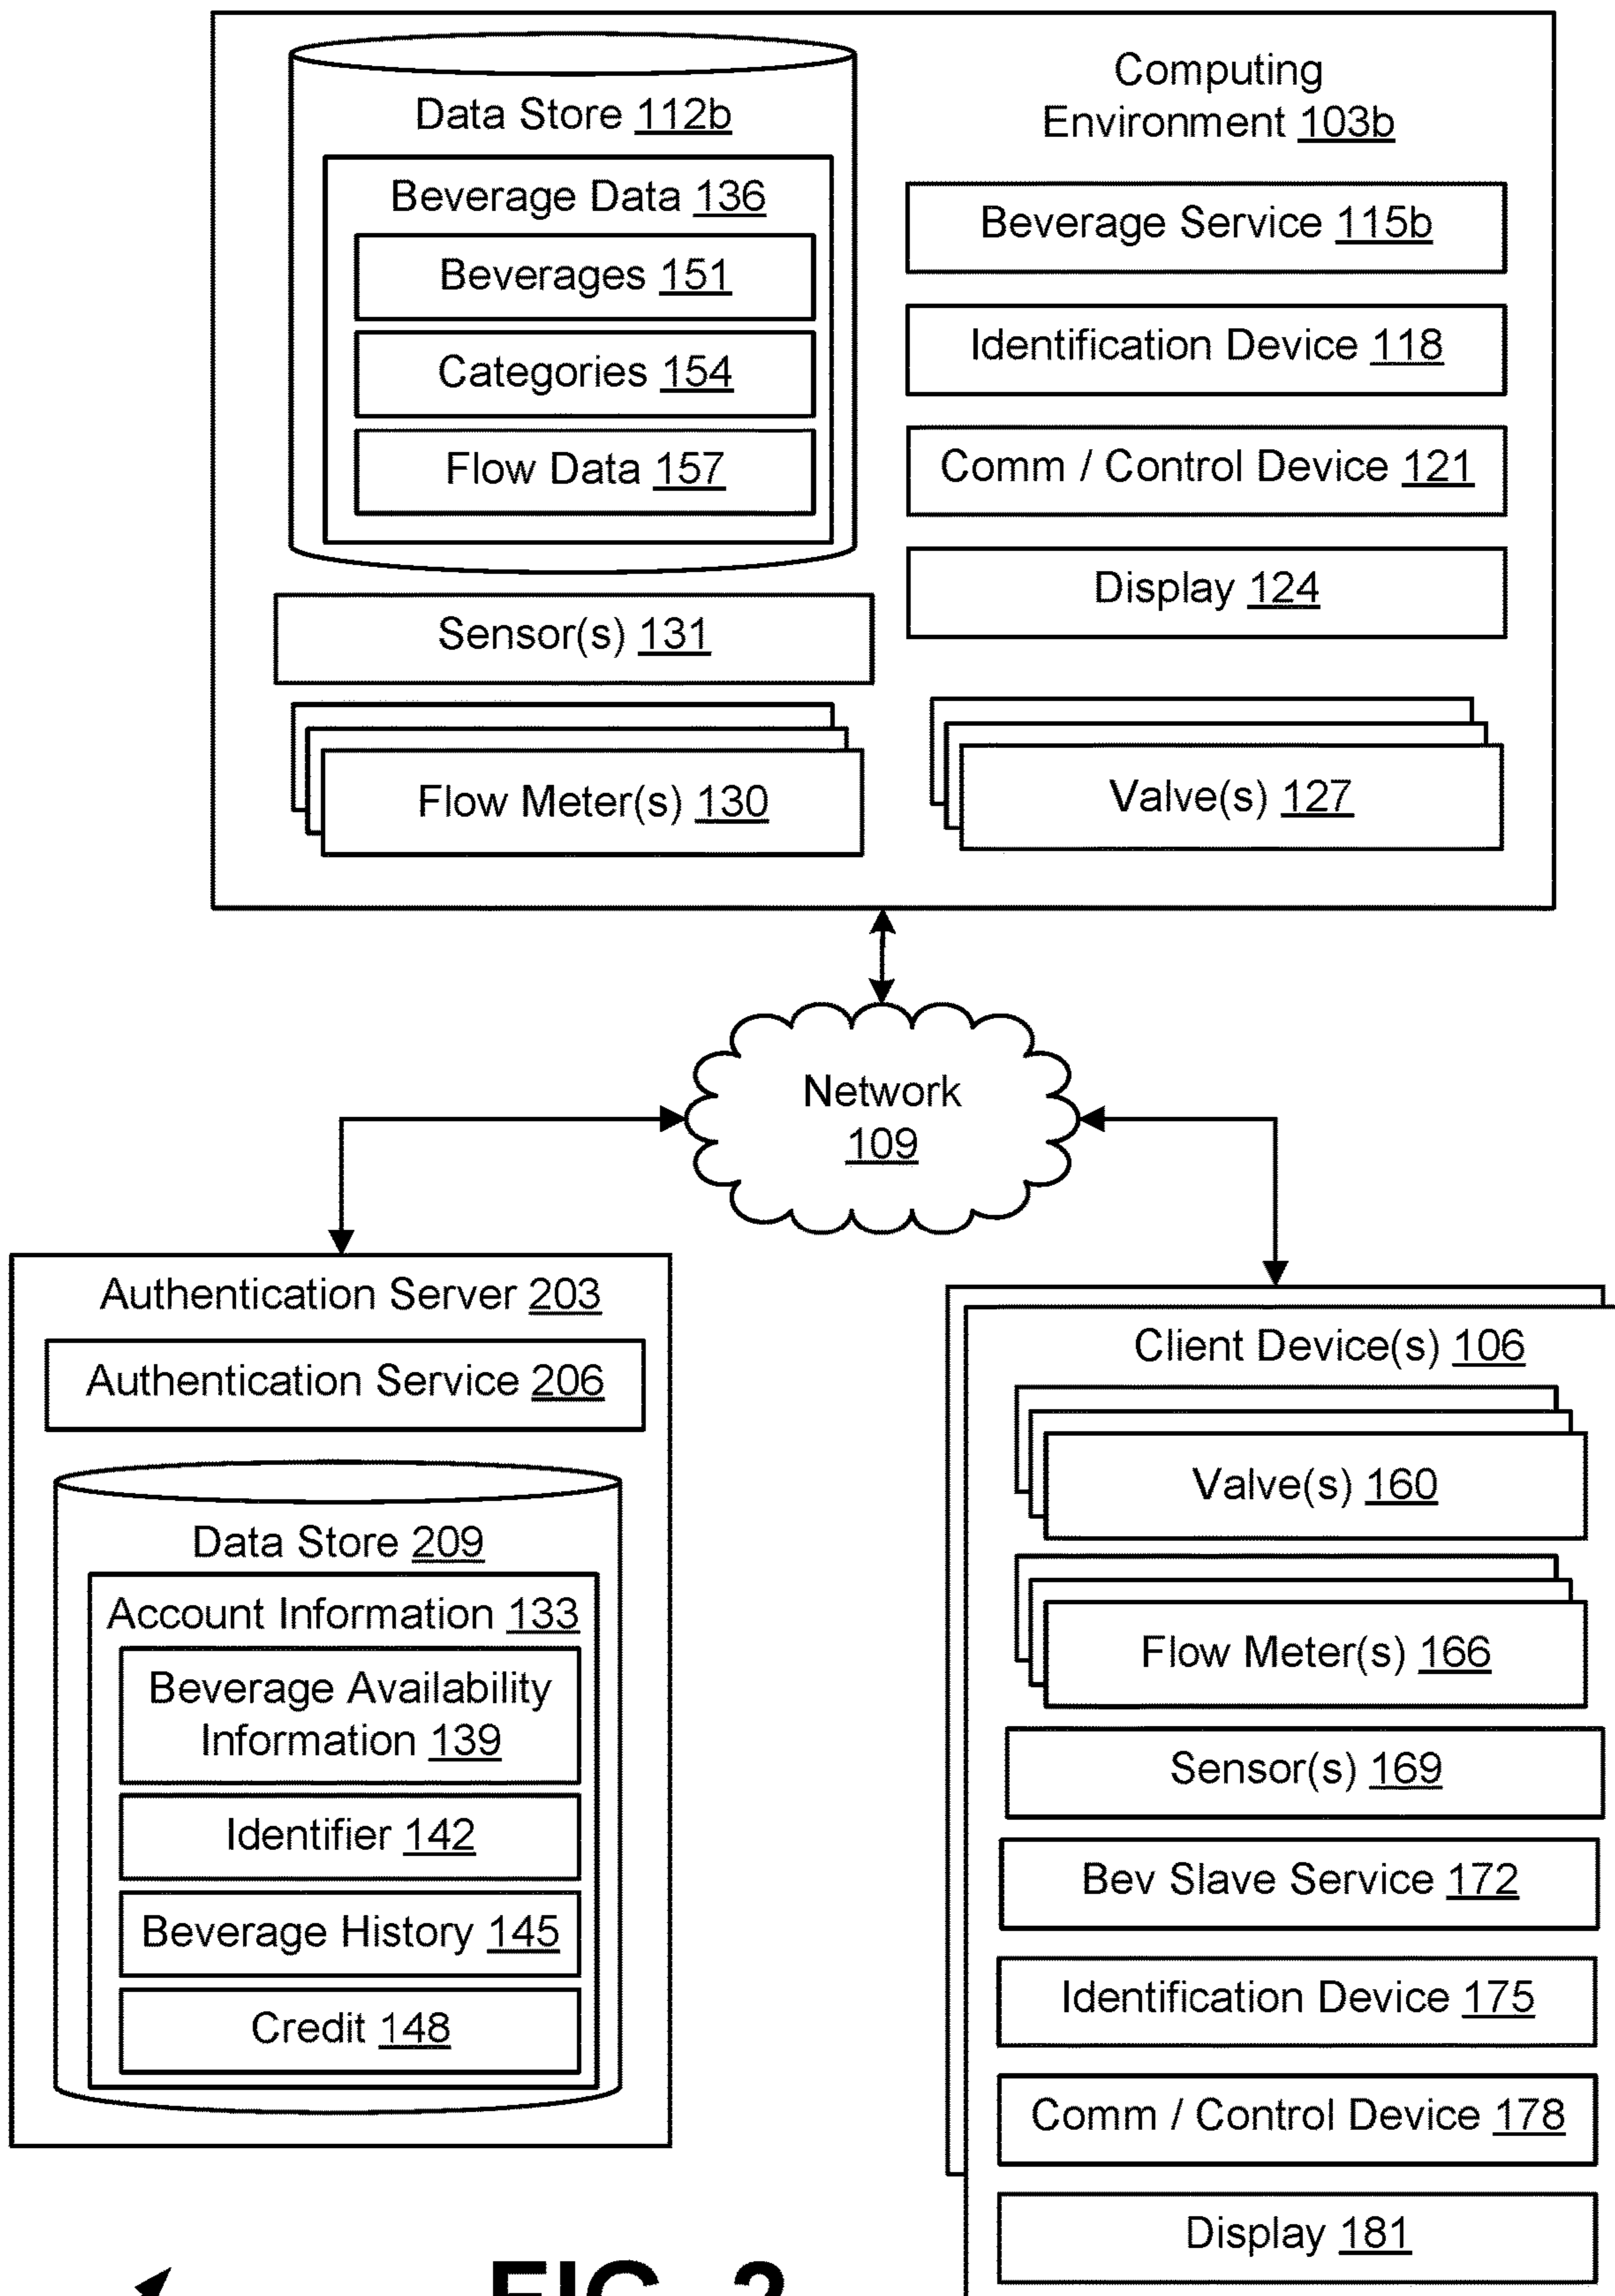 Data Store 112b
Beverage Data 136
Beverages 151
Categories 154
Flow Data 157
Sensor(s) 131
Flow Meter(s) 130
Computing
Environment 103b
Beverage Service 115b
Identification Device 118
Comm / Control Device 121
Display 124
Valve(s) 127
Network
109
Authentication Server 203
Authentication Service 206
Data Store 209
Account Information 133
Beverage Availability
Information 139
Identifier 142
Beverage History 145
Credit 148
Client Device(s) 106
Valve(s) 160
Flow Meter(s) 166
Sensor(s) 169
Bev Slave Service 172
Identification Device 175
Comm / Control Device 178
Display 181
FIG. 2